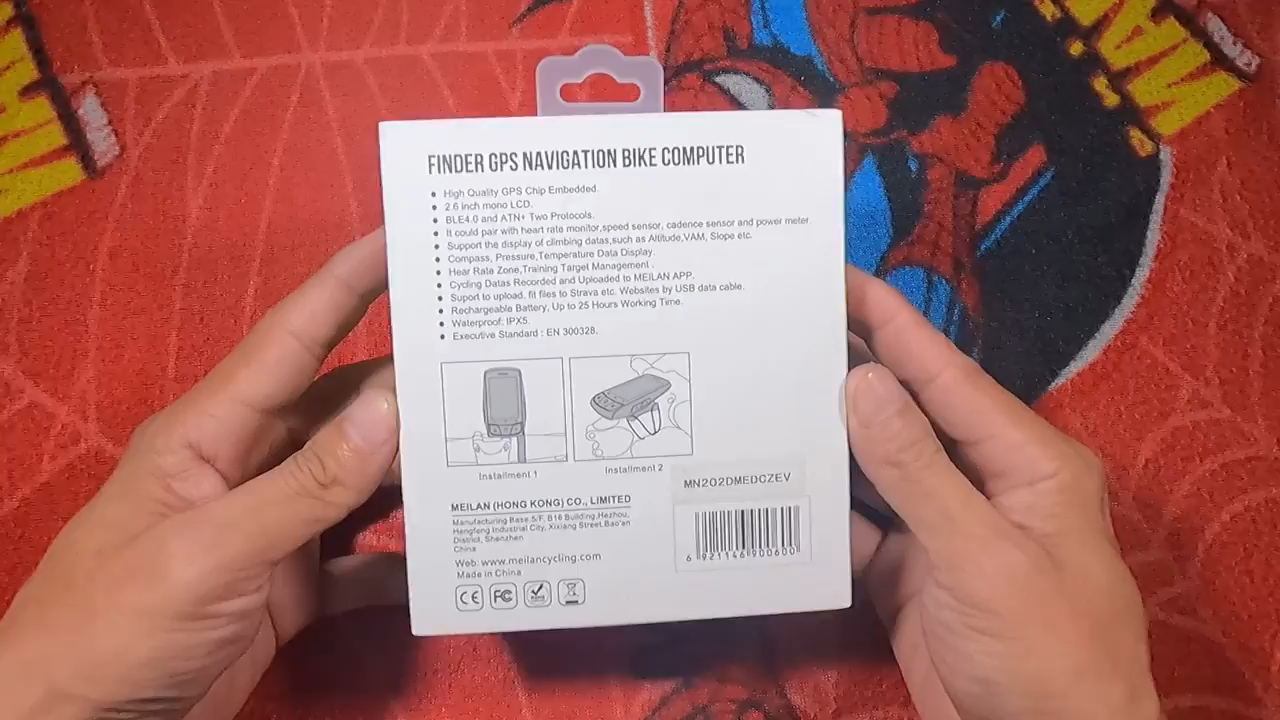 FINDER GPS NAVIGATION BIKE COMPUTER
• High Quality GPS Chip Embedded.
• 2.6 inch mono LCD.
• BLE4.0 and ATN+ Two Protocols.
• It could pair with heart rate monitor,speed sensor, cadence sensor and power meter.
• Support the display of climbing datas,such as Altitude,VAM, Slope etc.
• Compass, Pressure,Temperature Data Display.
• Hear Rate Zone,Training Target Management .
• Cycling Datas Recorded and Uploaded to MEILAN APP.
• Suport to upload. fit files to Strava etc. Websites by USB data cable.
• Rechargeable Battery, Up to 25 Hours Working Time.
• Waterproof: IPX5.
• Executive Standard : EN 300328.
Installment 1
Installment 2
MN202DMEDCZEV
6 921146 900600
MEILAN (HONG KONG) CO., LIMITED
Manufacturing Base.5/F, B16 Building,Hezhou,
Hengfeng Industrial City, Xixiang Street,Bao'an
District, Shenzhen
China
Web: www.meilancycling.com
Made in China
CE FC